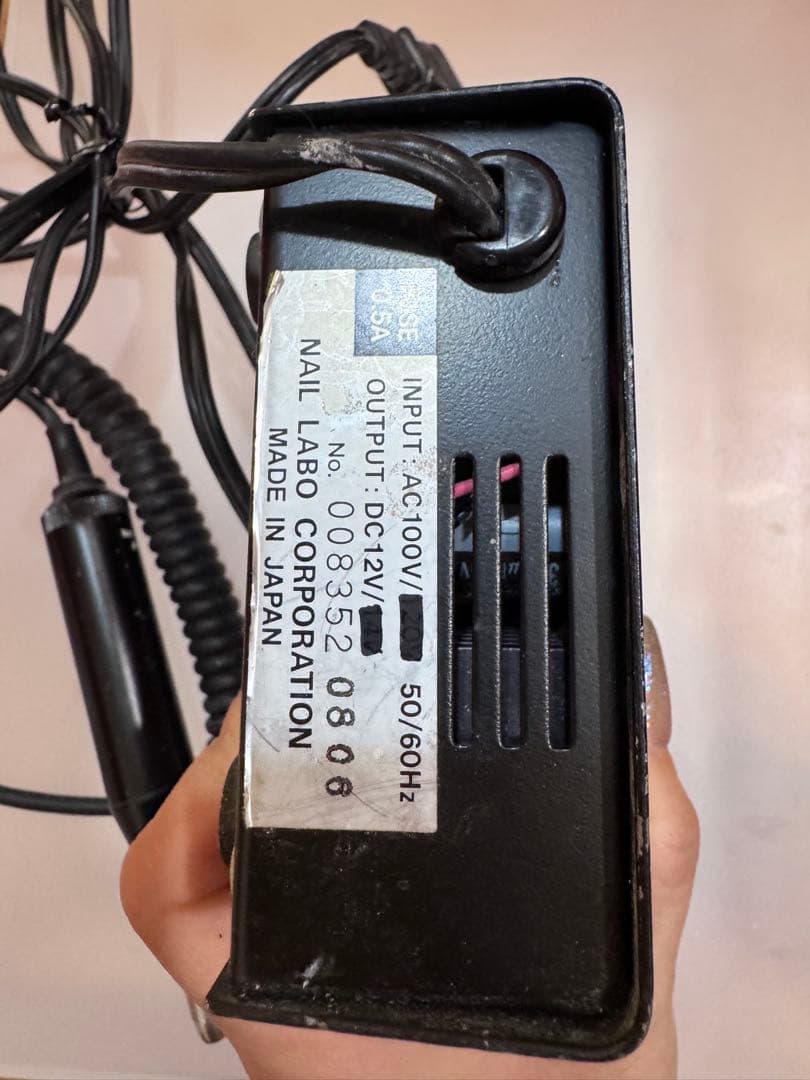 FUSE
0.5A
INPUT : AC100V/ 50/60Hz
OUTPUT : DC12V/
No. 008352 0806
NAIL LABO CORPORATION
MADE IN JAPAN